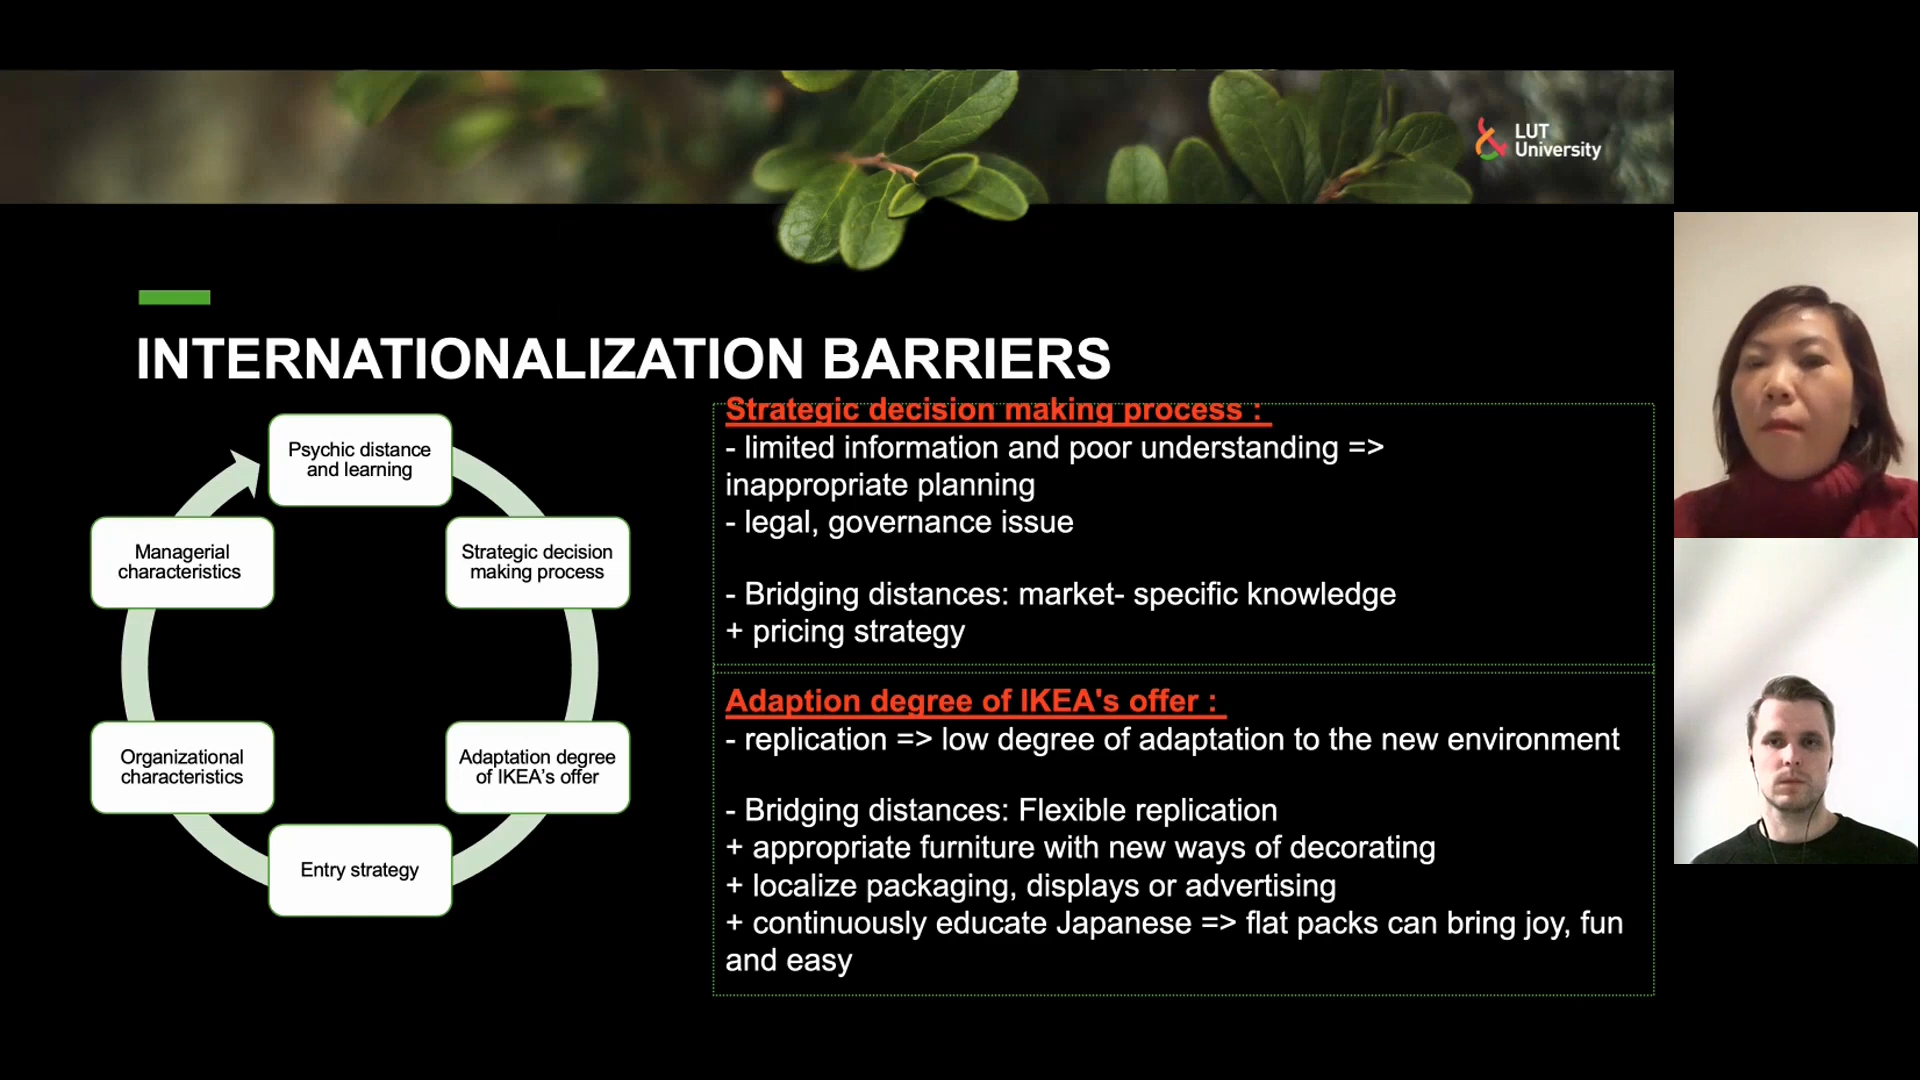 LUT
University
INTERNATIONALIZATION BARRIERS
Psychic distance
and learning
Strategic decision
making process
Adaptation degree
of IKEA's offer
Entry strategy
Organizational
characteristics
Managerial
characteristics
Strategic decision making process :
- limited information and poor understanding =>
inappropriate planning
- legal, governance issue
- Bridging distances: market- specific knowledge
+ pricing strategy
Adaption degree of IKEA's offer :
- replication => low degree of adaptation to the new environment
- Bridging distances: Flexible replication
+ appropriate furniture with new ways of decorating
+ localize packaging, displays or advertising
+ continuously educate Japanese => flat packs can bring joy, fun
and easy